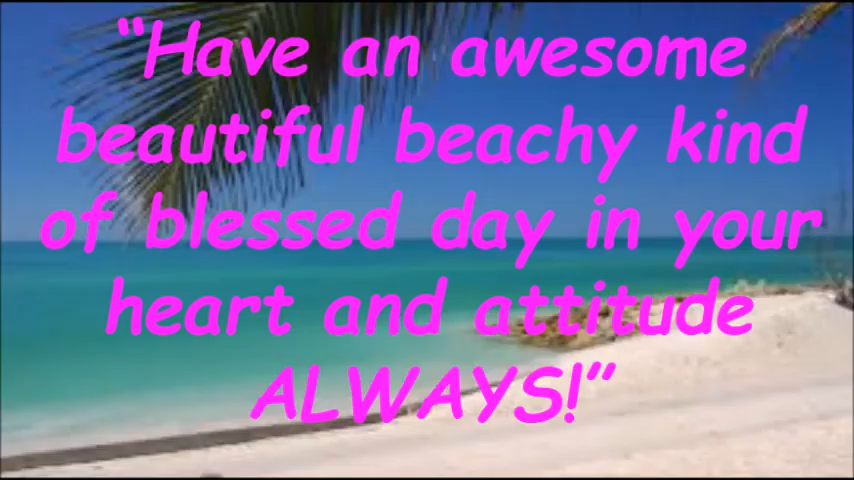 “Have an awesome
beautiful beachy kind
of blessed day in your
heart and attitude
ALWAYS!”